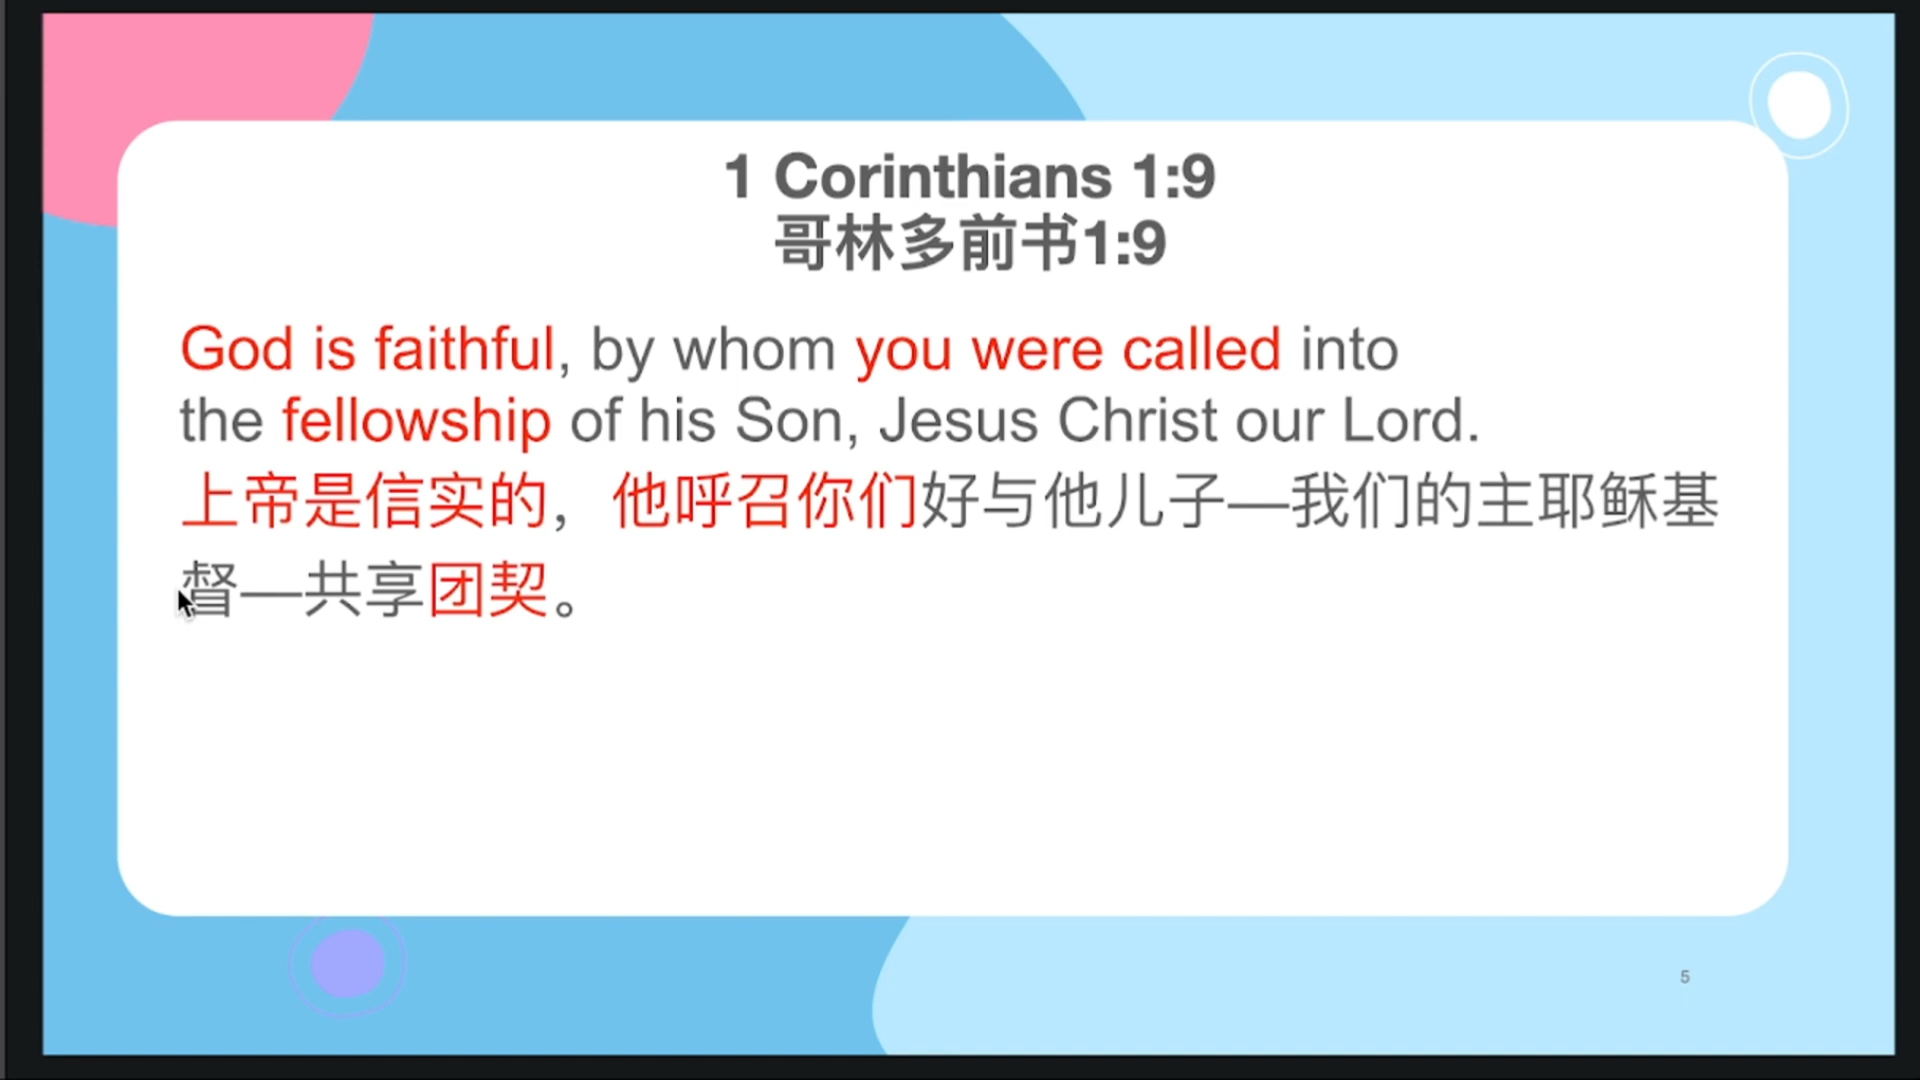 1 Corinthians 1:9
哥林多前书1:9
God is faithful, by whom you were called into
the fellowship of his Son, Jesus Christ our Lord.
上帝是信实的，他呼召你们好与他儿子—我们的主耶稣基
督—共享团契。
5